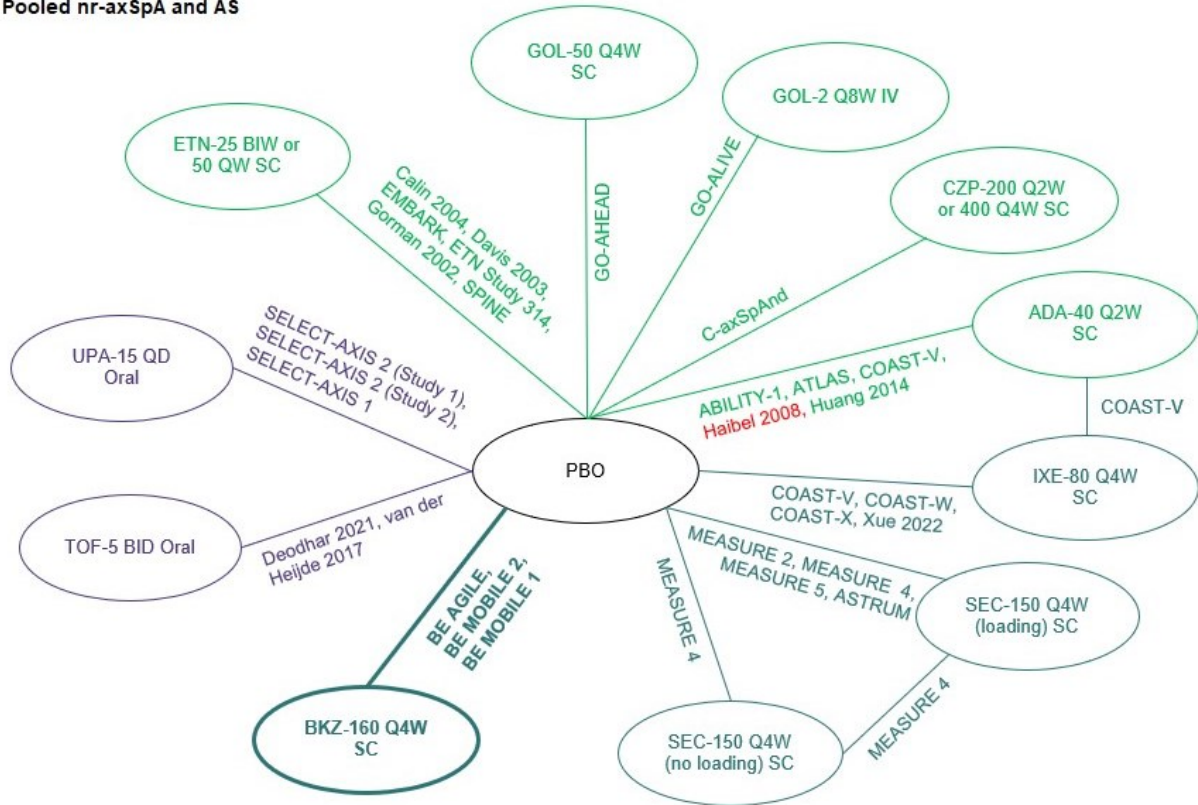 Pooled nr-axSpA and AS
GOL-50 Q4W
SC
GOL-2 Q8W IV
ETN-25 BIW or
50 QW SC
CZP-200 Q2W
or 400 Q4W SC
Calin 2004, Davis 2003,
EMBARK, ETN Study 314,
Gorman 2002, SPINE
GO-AHEAD
GO-ALIVE
C-axSpAnd
ADA-40 Q2W
SC
UPA-15 QD
Oral
SELECT-AXIS 2 (Study 1),
SELECT-AXIS 2 (Study 2),
SELECT-AXIS 1
ABILITY-1, ATLAS, COAST-V,
Haibel 2008, Huang 2014
COAST-V
PBO
IXE-80 Q4W
SC
COAST-V, COAST-W,
COAST-X, Xue 2022
TOF-5 BID Oral
Deodhar 2021, van der
Heijde 2017
BE AGILE,
BE MOBILE 2,
BE MOBILE 1
MEASURE 4
MEASURE 2, MEASURE 4,
MEASURE 5, ASTRUM
SEC-150 Q4W
(loading) SC
MEASURE 4
BKZ-160 Q4W
SC
SEC-150 Q4W
(no loading) SC